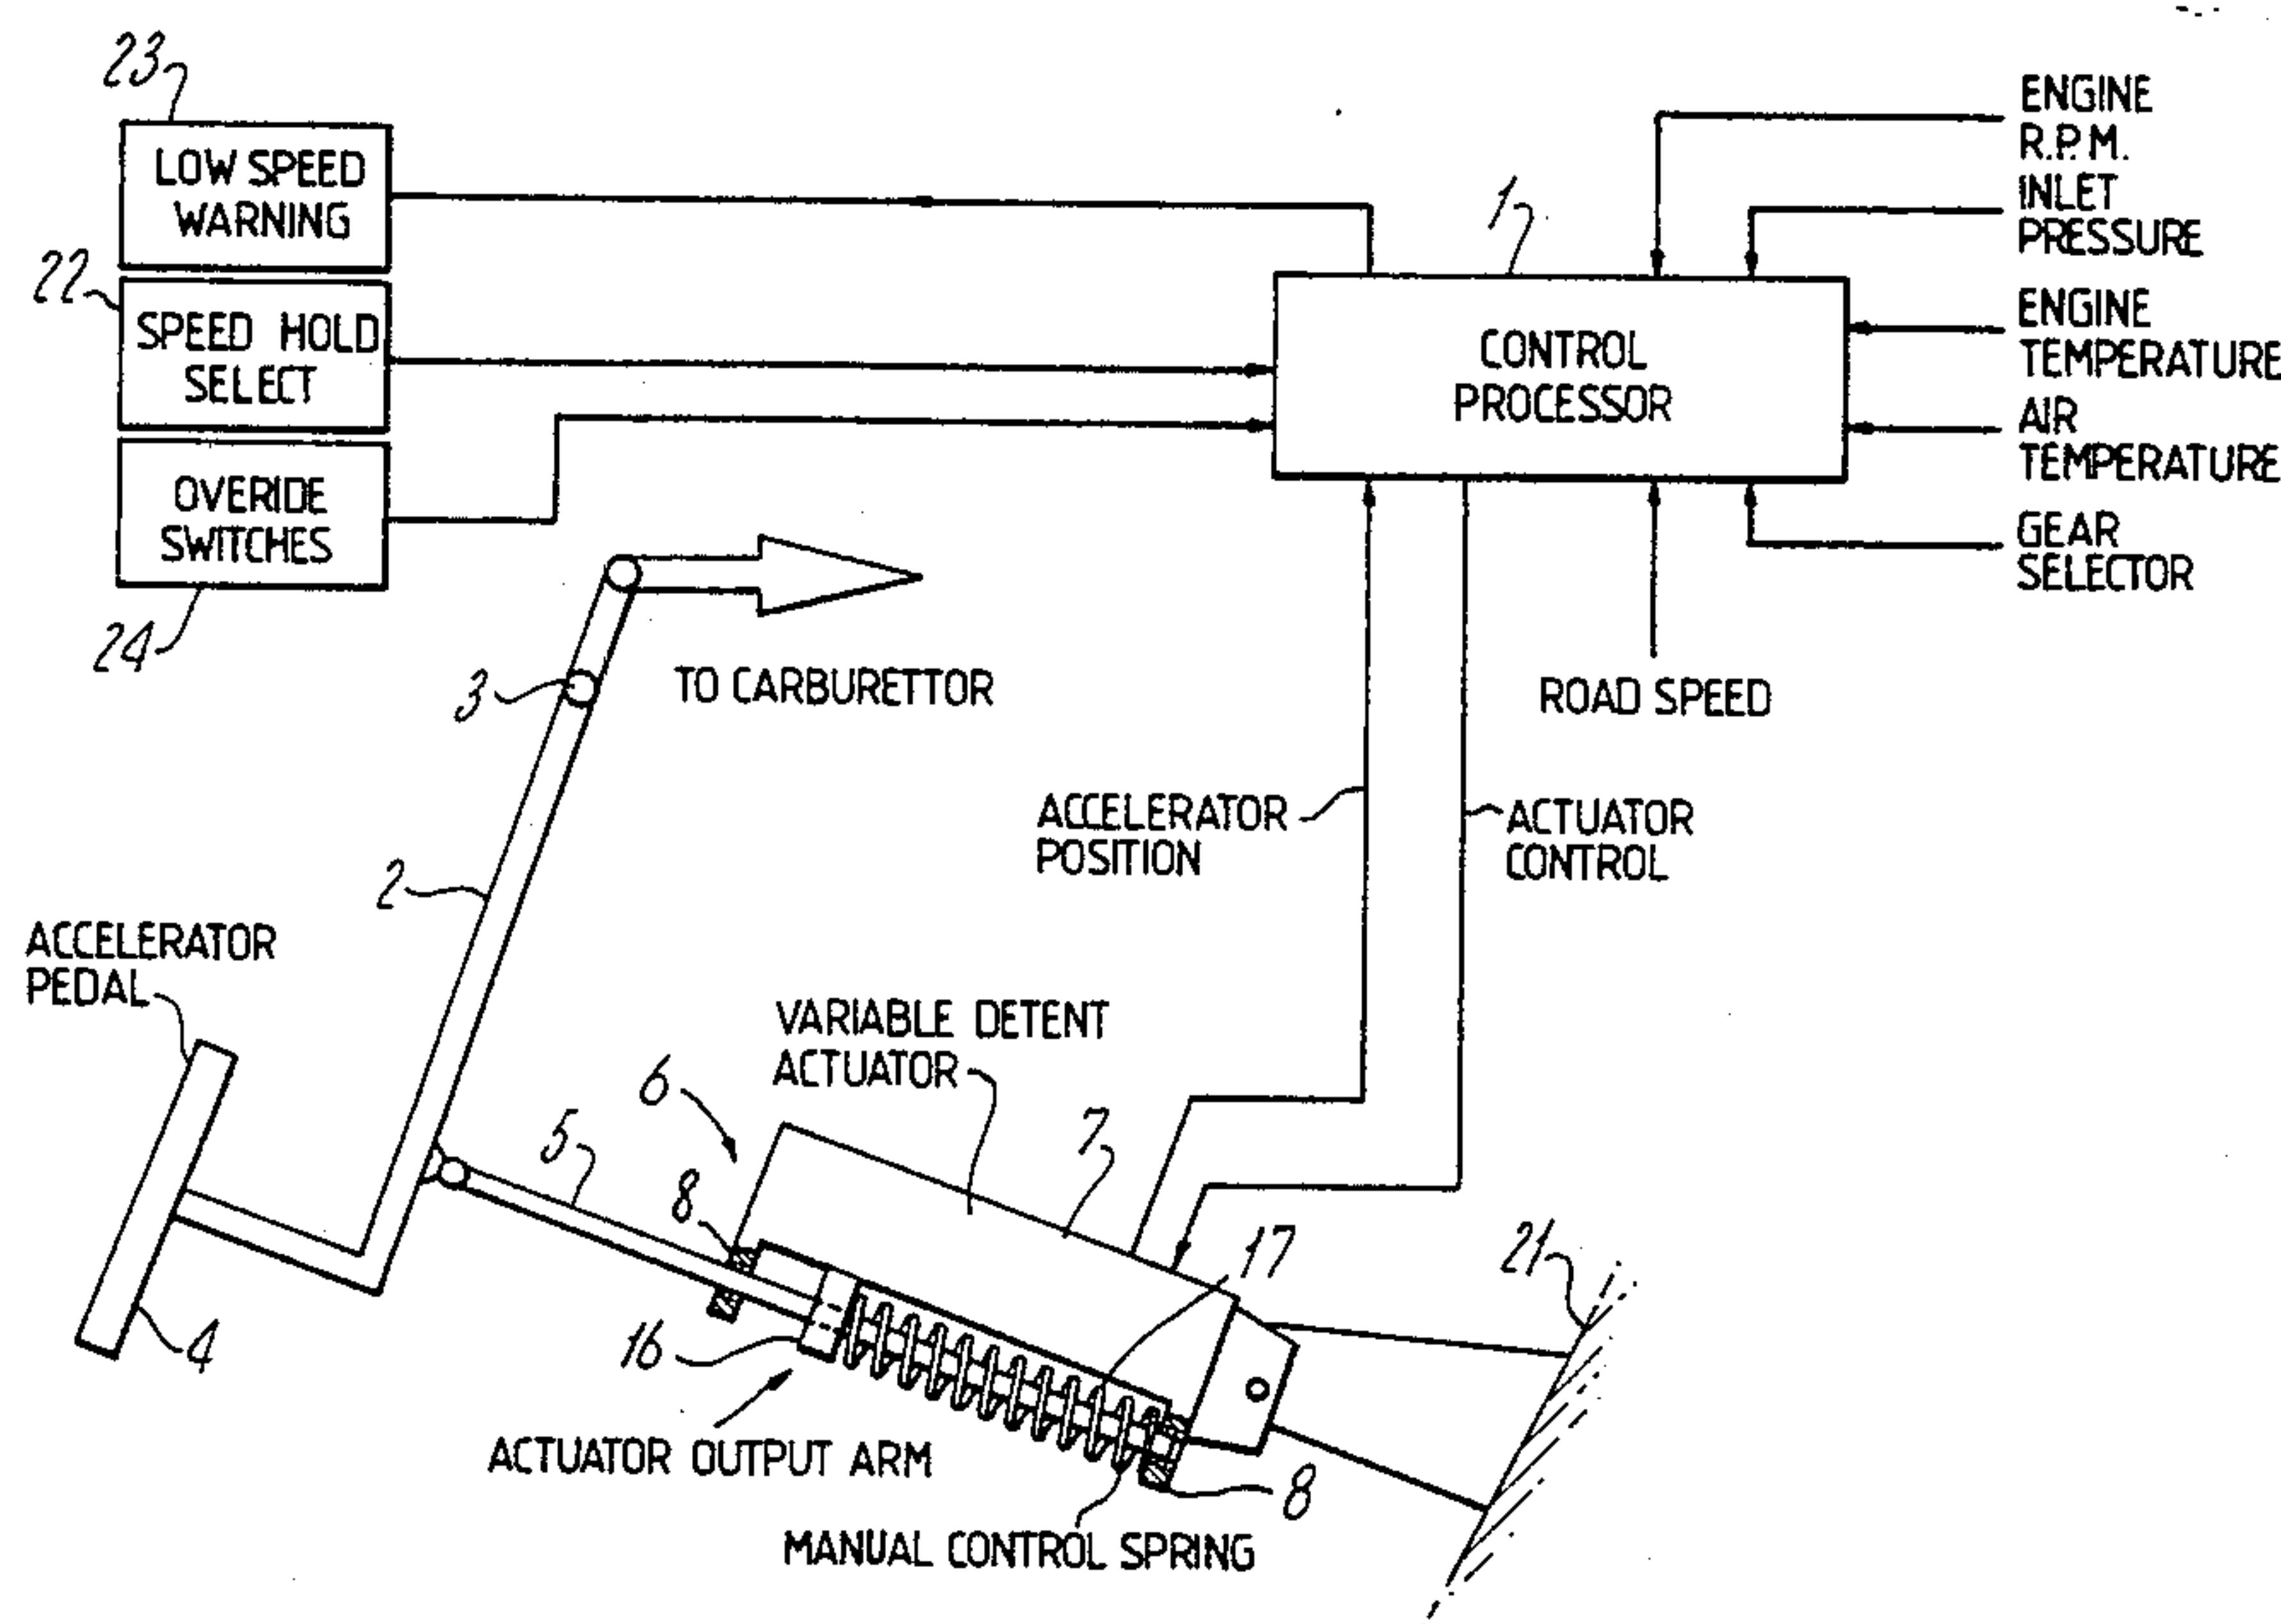 23
LOW SPEED
WARNING
22
SPEED HOLD
SELECT
OVERIDE
SWITCHES
24
1
CONTROL
PROCESSOR
ENGINE
R.P.M.
INLET
PRESSURE
ENGINE
TEMPERATURE
AIR
TEMPERATURE
GEAR
SELECTOR
ROAD SPEED
3
TO CARBURETTOR
2
ACCELERATOR
POSITION
ACTUATOR
CONTROL
ACCELERATOR
PEDAL
4
VARIABLE DETENT
ACTUATOR
6
5
7
8
17
21
16
ACTUATOR OUTPUT ARM
8
MANUAL CONTROL SPRING